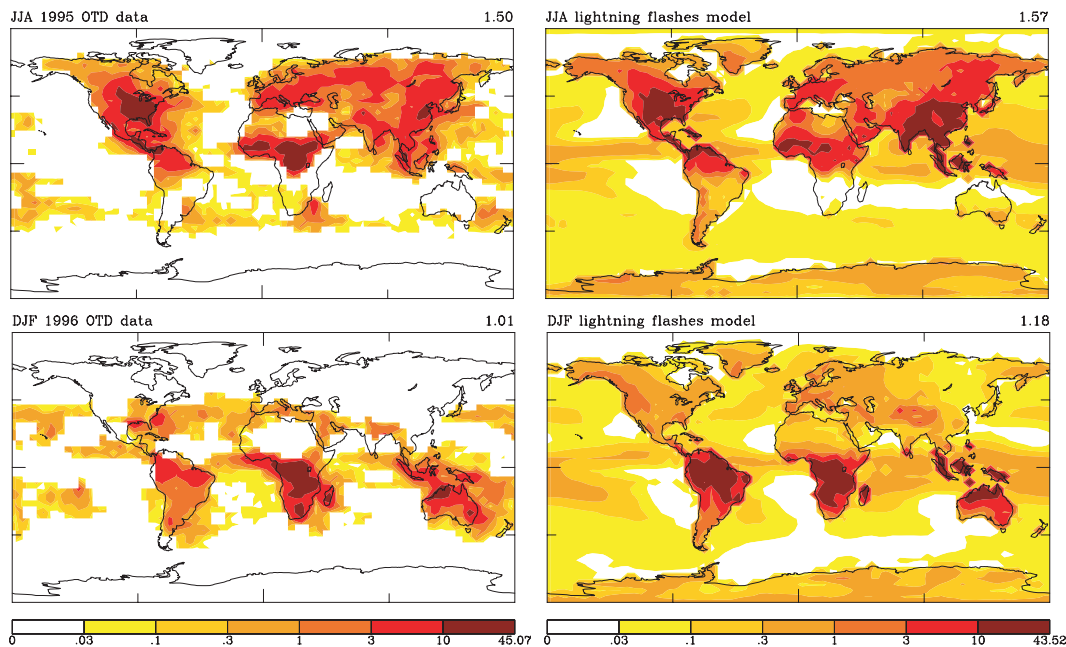 JJA 1995 OTD data 1.50
JJA lightning flashes model 1.57
DJF 1996 OTD data 1.01
DJF lightning flashes model 1.18
0 .03 .1 .3 1 3 10 45.07
0 .03 .1 .3 1 3 10 43.52